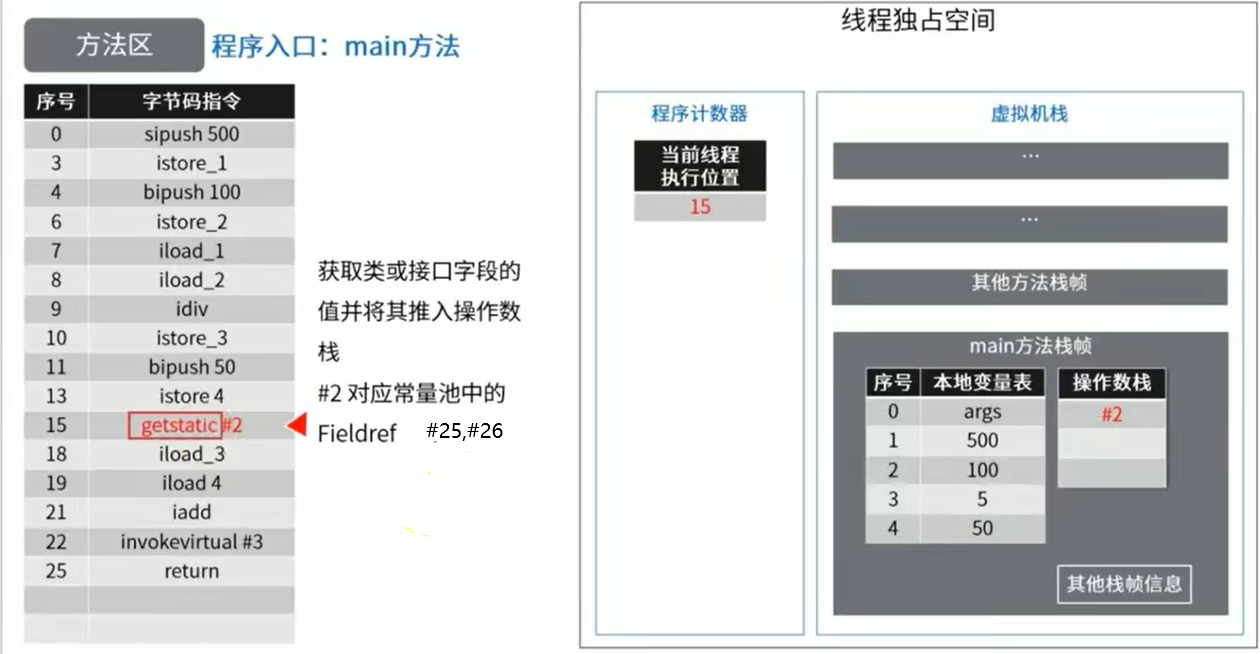 方法区
程序入口：main方法
序号 字节码指令
0 sipush 500
3 istore_1
4 bipush 100
6 istore_2
7 iload_1
8 iload_2
9 idiv
10 istore_3
11 bipush 50
13 istore 4
15 getstatic #2
18 iload_3
19 iload 4
21 iadd
22 invokevirtual #3
25 return
获取类或接口字段的
值并将其推入操作数
栈
#2 对应常量池中的
Fieldref #25,#26
线程独占空间
程序计数器
当前线程
执行位置
15
虚拟机栈
...
...
其他方法栈帧
main方法栈帧
序号 本地变量表
0 args
1 500
2 100
3 5
4 50
操作数栈
#2
其他栈帧信息